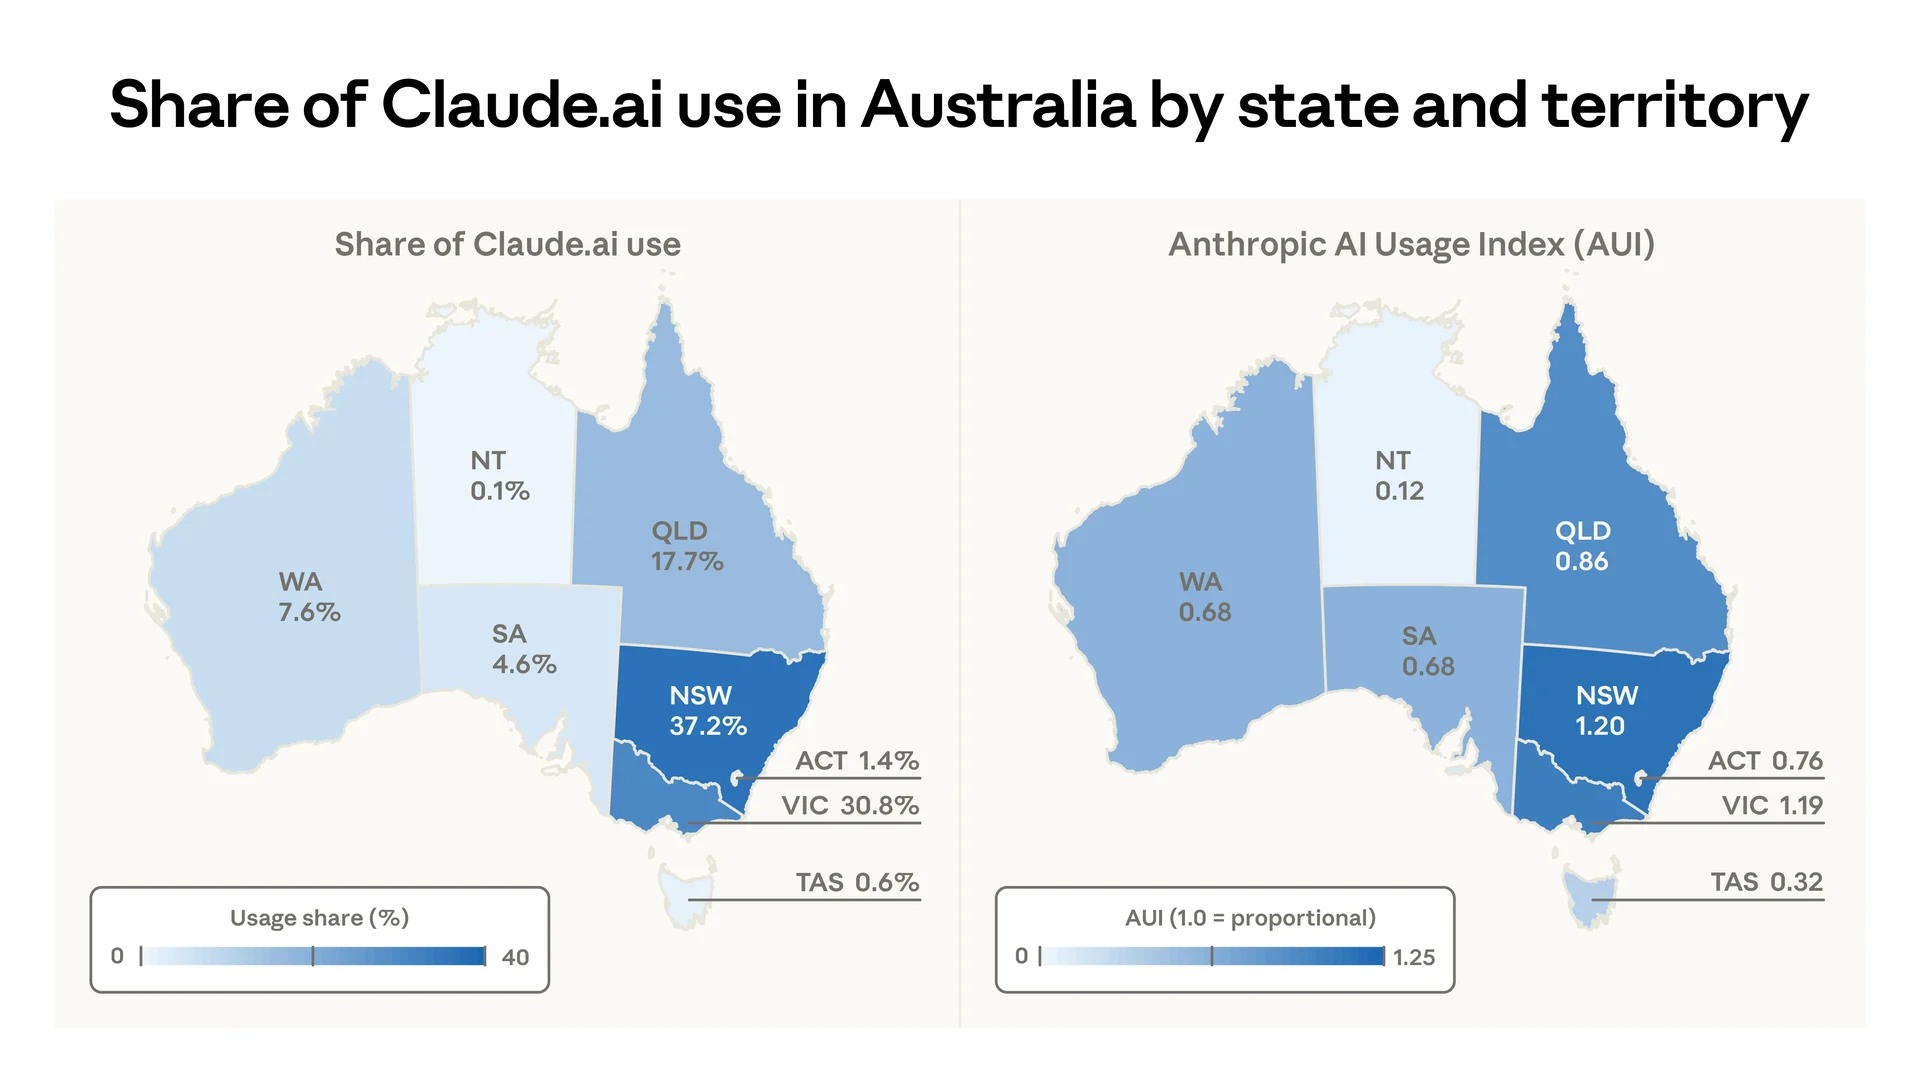 Share of Claude.ai use in Australia by state and territory
Share of Claude.ai use
NT
0.1%
QLD
17.7%
WA
7.6%
SA
4.6%
NSW
37.2%
ACT 1.4%
VIC 30.8%
TAS 0.6%
Usage share (%)
0
40
Anthropic AI Usage Index (AUI)
NT
0.12
QLD
0.86
WA
0.68
SA
0.68
NSW
1.20
ACT 0.76
VIC 1.19
TAS 0.32
AUI (1.0 = proportional)
0
1.25